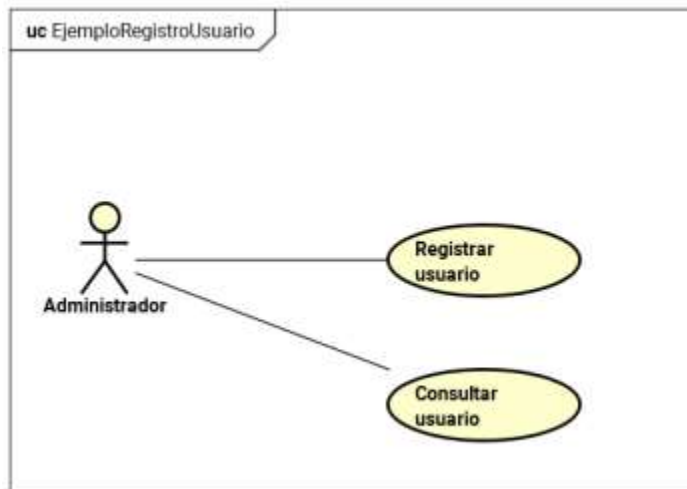 uc EjemploRegistroUsuario
Registrar
usuario
Administrador
Consultar
usuario